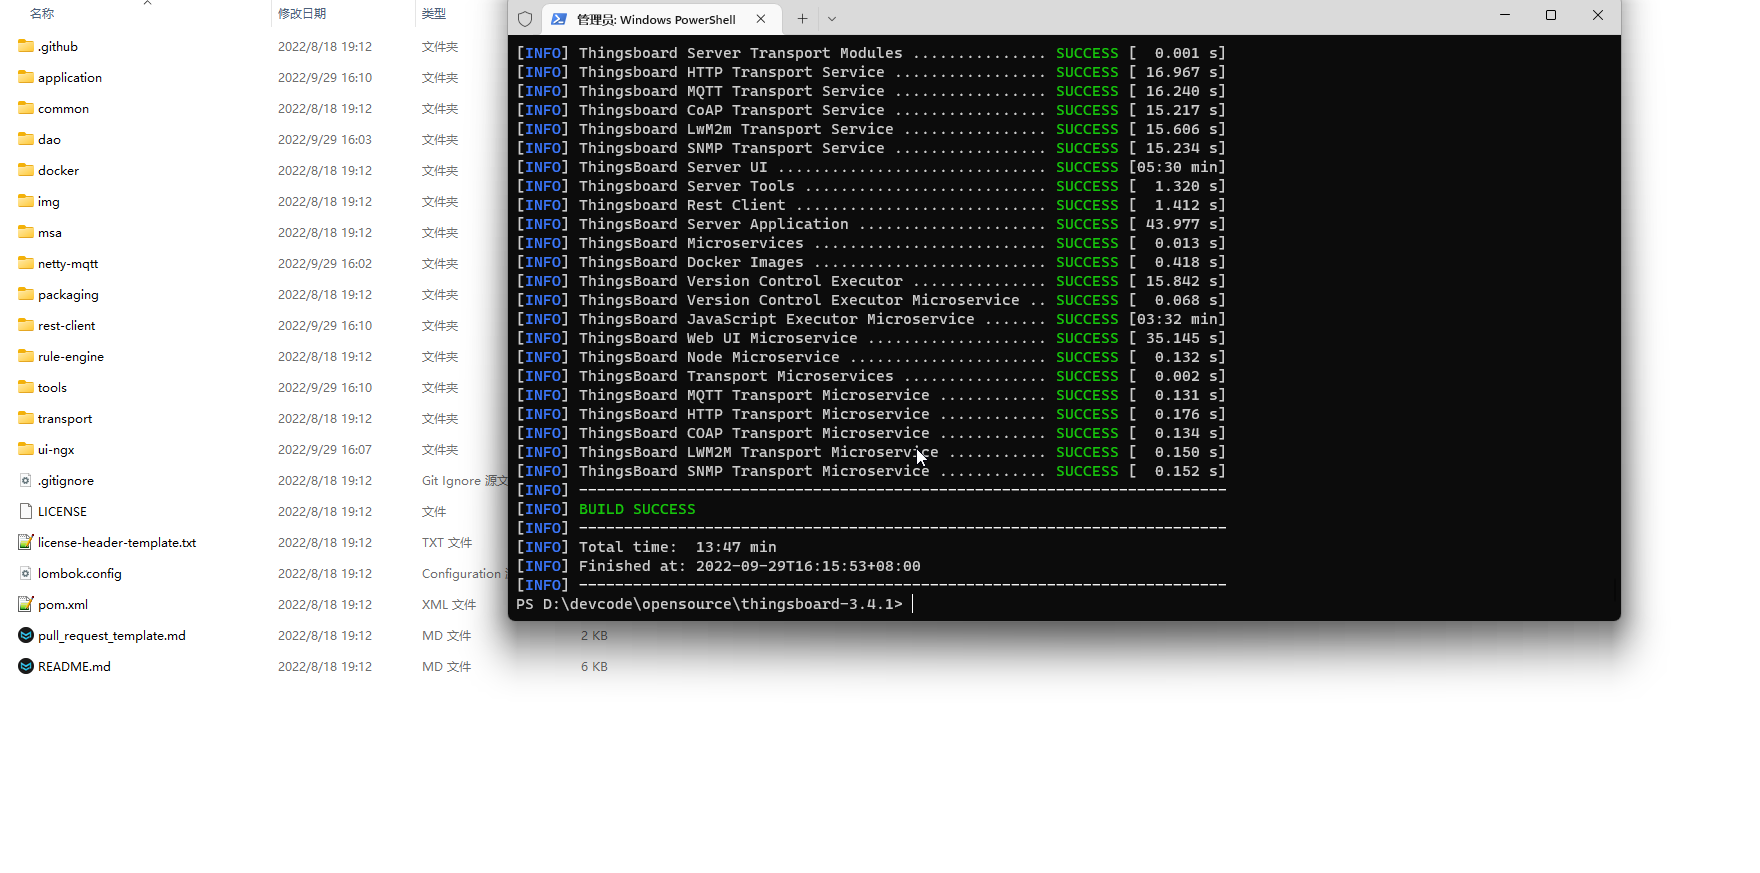 名称 修改日期 类型
.github 2022/8/18 19:12 文件夹
application 2022/9/29 16:10 文件夹
common 2022/8/18 19:12 文件夹
dao 2022/9/29 16:03 文件夹
docker 2022/8/18 19:12 文件夹
img 2022/8/18 19:12 文件夹
msa 2022/8/18 19:12 文件夹
netty-mqtt 2022/9/29 16:02 文件夹
packaging 2022/8/18 19:12 文件夹
rest-client 2022/9/29 16:10 文件夹
rule-engine 2022/8/18 19:12 文件夹
tools 2022/9/29 16:10 文件夹
transport 2022/8/18 19:12 文件夹
ui-ngx 2022/9/29 16:07 文件夹
.gitignore 2022/8/18 19:12 Git Ignore 源文
LICENSE 2022/8/18 19:12 文件
license-header-template.txt 2022/8/18 19:12 TXT 文件
lombok.config 2022/8/18 19:12 Configuration
pom.xml 2022/8/18 19:12 XML 文件
pull_request_template.md 2022/8/18 19:12 MD 文件 2 KB
README.md 2022/8/18 19:12 MD 文件 6 KB
管理员: Windows PowerShell
[INFO] Thingsboard Server Transport Modules ............... SUCCESS [  0.001 s]
[INFO] Thingsboard HTTP Transport Service ................. SUCCESS [ 16.967 s]
[INFO] Thingsboard MQTT Transport Service ................. SUCCESS [ 16.240 s]
[INFO] Thingsboard CoAP Transport Service ................. SUCCESS [ 15.217 s]
[INFO] Thingsboard LwM2m Transport Service ................ SUCCESS [ 15.606 s]
[INFO] Thingsboard SNMP Transport Service ................. SUCCESS [ 15.234 s]
[INFO] ThingsBoard Server UI .............................. SUCCESS [05:30 min]
[INFO] Thingsboard Server Tools ........................... SUCCESS [  1.320 s]
[INFO] Thingsboard Rest Client ............................ SUCCESS [  1.412 s]
[INFO] ThingsBoard Server Application ..................... SUCCESS [ 43.977 s]
[INFO] ThingsBoard Microservices .......................... SUCCESS [  0.013 s]
[INFO] ThingsBoard Docker Images .......................... SUCCESS [  0.418 s]
[INFO] ThingsBoard Version Control Executor ............... SUCCESS [ 15.842 s]
[INFO] ThingsBoard Version Control Executor Microservice .. SUCCESS [  0.068 s]
[INFO] ThingsBoard JavaScript Executor Microservice ....... SUCCESS [03:32 min]
[INFO] ThingsBoard Web UI Microservice .................... SUCCESS [ 35.145 s]
[INFO] ThingsBoard Node Microservice ...................... SUCCESS [  0.132 s]
[INFO] ThingsBoard Transport Microservices ................ SUCCESS [  0.002 s]
[INFO] ThingsBoard MQTT Transport Microservice ............ SUCCESS [  0.131 s]
[INFO] ThingsBoard HTTP Transport Microservice ............ SUCCESS [  0.176 s]
[INFO] ThingsBoard COAP Transport Microservice ............ SUCCESS [  0.134 s]
[INFO] ThingsBoard LWM2M Transport Microservice ........... SUCCESS [  0.150 s]
[INFO] ThingsBoard SNMP Transport Microservice ............ SUCCESS [  0.152 s]
[INFO] ------------------------------------------------------------------------
[INFO] BUILD SUCCESS
[INFO] ------------------------------------------------------------------------
[INFO] Total time:  13:47 min
[INFO] Finished at: 2022-09-29T16:15:53+08:00
[INFO] ------------------------------------------------------------------------
PS D:\devcode\opensource\thingsboard-3.4.1>